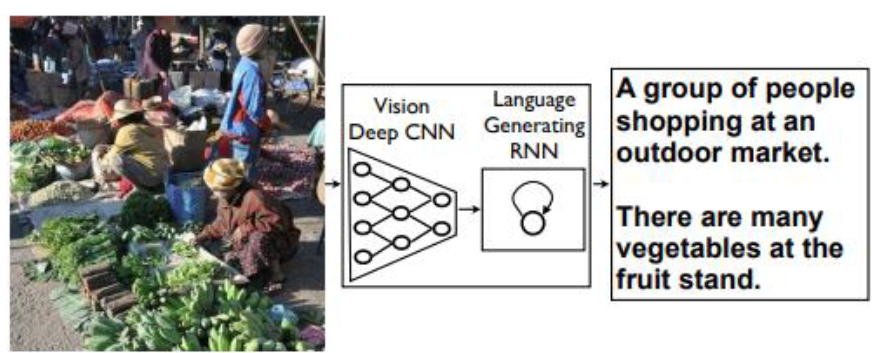 Vision
Deep CNN
Language
Generating
RNN
A group of people
shopping at an
outdoor market.
There are many
vegetables at the
fruit stand.